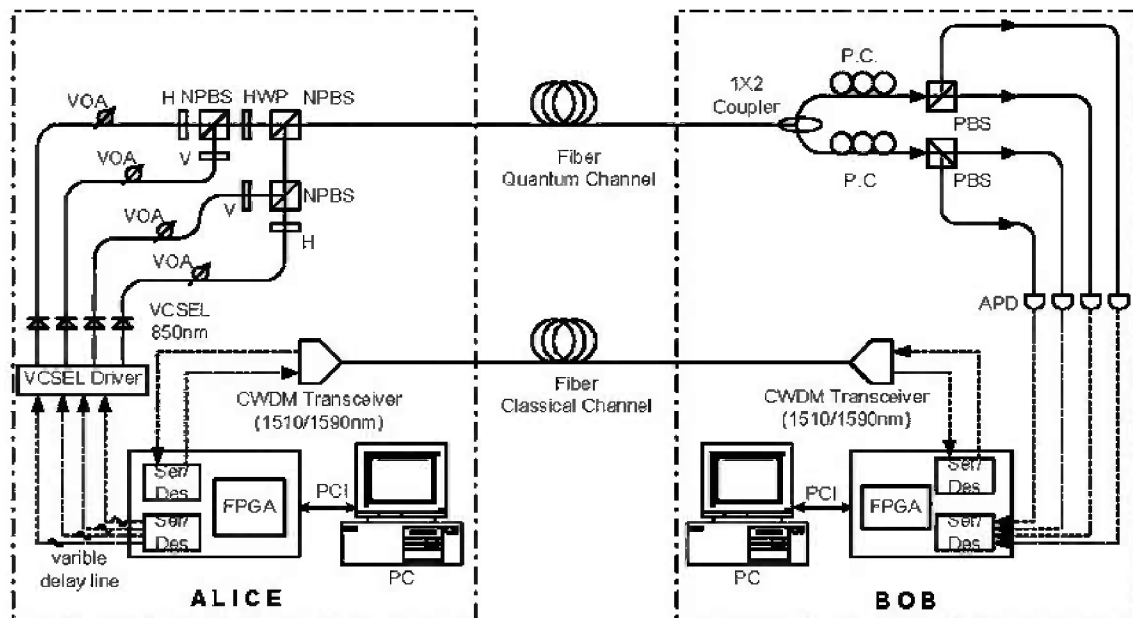 P.C.
1X2
Coupler
VOA
H NPBS HWP NPBS
V
VOA
Fiber
Quantum Channel
P.C
PBS
PBS
NPBS
V
VOA
H
VOA
APD
VCSEL
850nm
VCSEL Driver
CWDM Transceiver
(1510/1590nm)
Fiber
Classical Channel
CWDM Transceiver
(1510/1590nm)
Ser/
Des
FPGA
PCI
Ser/
Des
varible
delay line
PC
ALICE
Ser/
Des
PCI
FPGA
Ser/
Des
PC
BOB